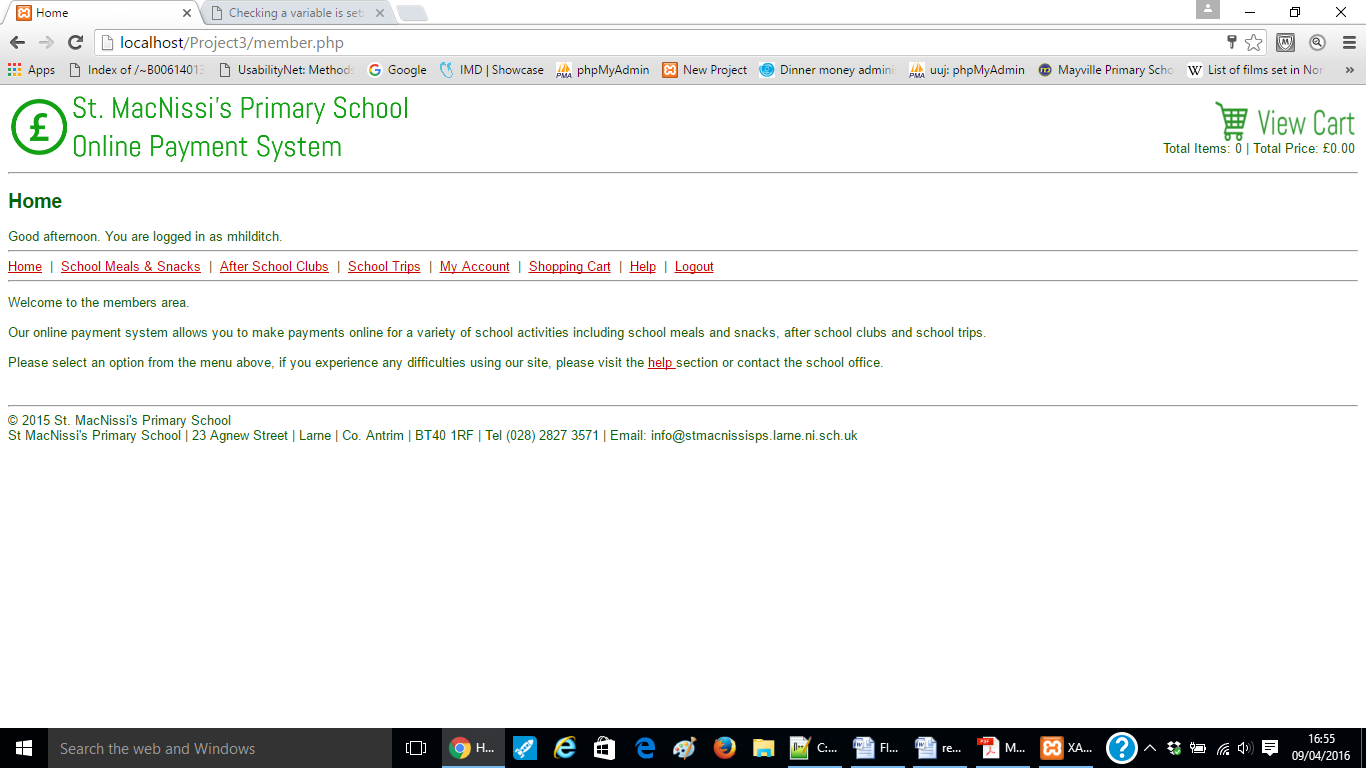 Home
Checking a variable is set
localhost/Project3/member.php
Apps Index of /~B0061401 UsabilityNet: Methods Google IMD | Showcase phpMyAdmin New Project Dinner money admini uuj: phpMyAdmin Mayville Primary Scho List of films set in Nor »
St. MacNissi's Primary School
Online Payment System
View Cart
Total Items: 0 | Total Price: £0.00
Home
Good afternoon. You are logged in as mhilditch.
Home | School Meals & Snacks | After School Clubs | School Trips | My Account | Shopping Cart | Help | Logout
Welcome to the members area.
Our online payment system allows you to make payments online for a variety of school activities including school meals and snacks, after school clubs and school trips.
Please select an option from the menu above, if you experience any difficulties using our site, please visit the help section or contact the school office.
© 2015 St. MacNissi's Primary School
St MacNissi's Primary School | 23 Agnew Street | Larne | Co. Antrim | BT40 1RF | Tel (028) 2827 3571 | Email: info@stmacnissisps.larne.ni.sch.uk
Search the web and Windows
H... C:... Fl... re... M... XA...
16:55
09/04/2016